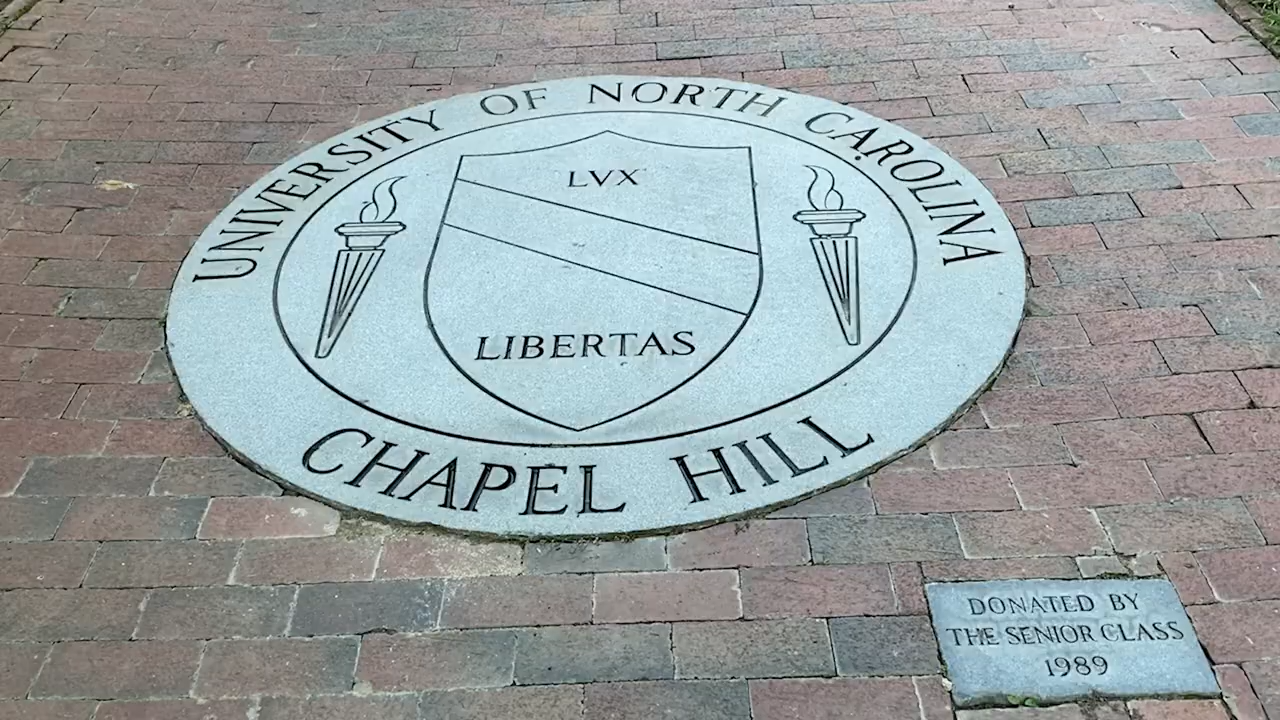 UNIVERSITY OF NORTH CAROLINA
LVX
LIBERTAS
CHAPEL HILL
DONATED BY
THE SENIOR CLASS
1989